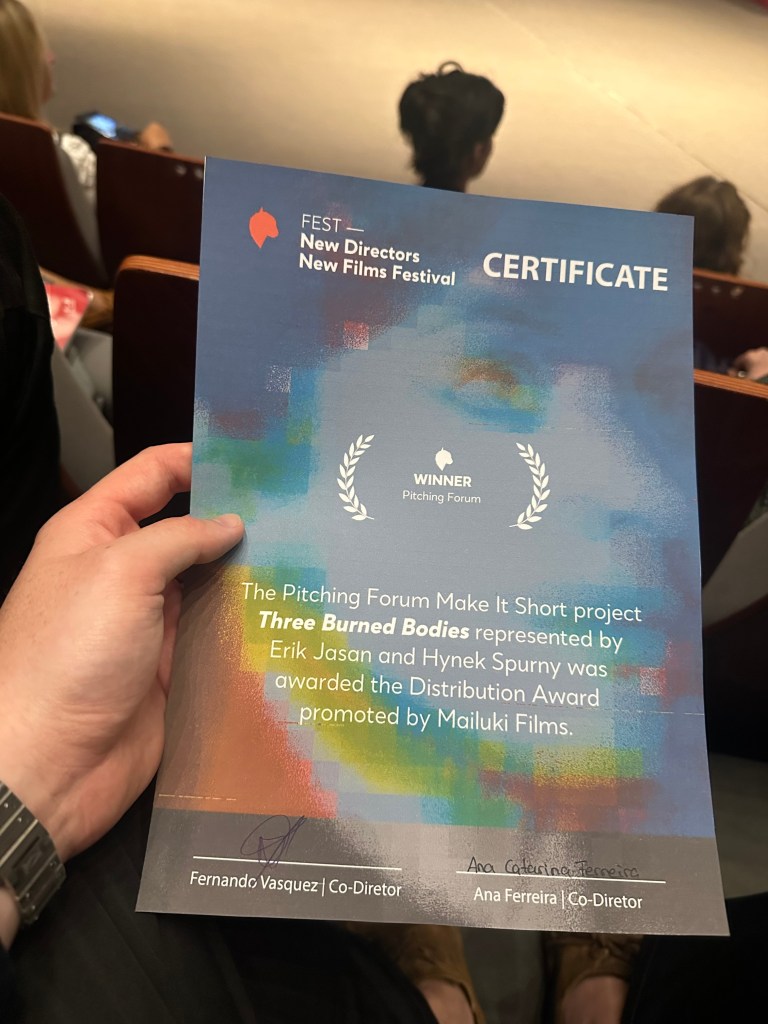 FEST —
New Directors
New Films Festival
CERTIFICATE
WINNER
Pitching Forum
The Pitching Forum Make It Short project
Three Burned Bodies represented by
Erik Jasan and Hynek Spurny was
awarded the Distribution Award
promoted by Mailuki Films.
Ana Catarina Ferreira
Fernando Vasquez | Co-Diretor
Ana Ferreira | Co-Diretor